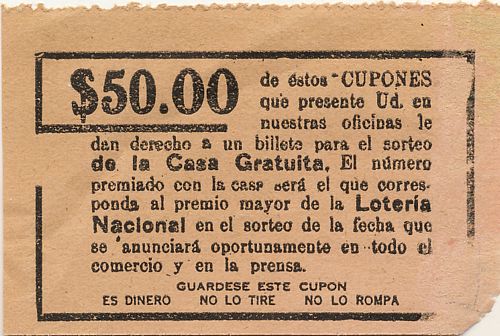 $50.00 de éstos CUPONES
que presente Ud. en
nuestras oficinas le
dan derecho a un billete para el sorteo
de la Casa Gratuita. El número
premiado con la casa será el que corres-
ponda al premio mayor de la Lotería
Nacional en el sorteo de la fecha que
se anunciará oportunamente en todo el
comercio y en la prensa.
GUARDESE ESTE CUPON
ES DINERO NO LO TIRE NO LO ROMPA